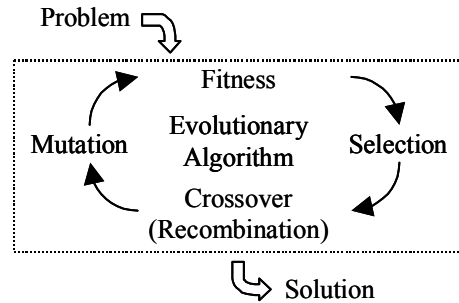 Problem
Fitness
Evolutionary
Algorithm
Mutation
Selection
Crossover
(Recombination)
Solution